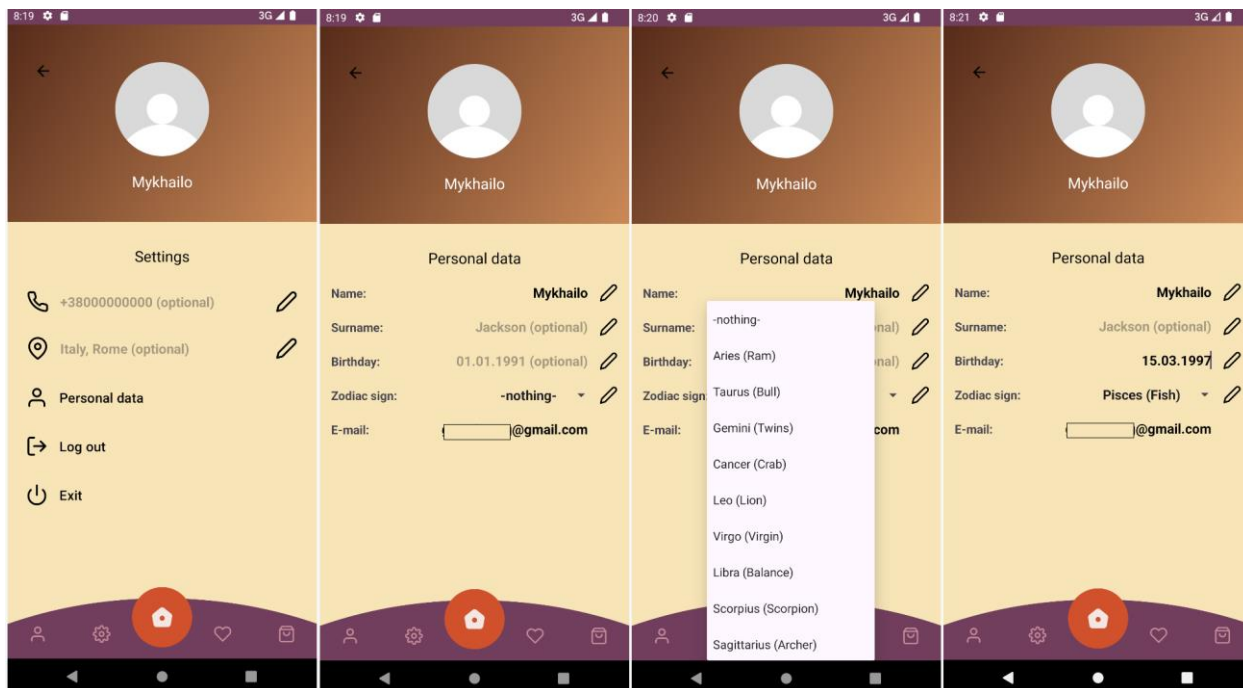 8:19 3G
Mykhailo
Settings
+38000000000 (optional)
Italy, Rome (optional)
Personal data
Log out
Exit
8:19 3G
Mykhailo
Personal data
Name: Mykhailo
Surname: Jackson (optional)
Birthday: 01.01.1991 (optional)
Zodiac sign: -nothing-
E-mail: @gmail.com
8:20 3G
Mykhailo
Personal data
Name: Mykhailo
Surname: nal)
Birthday: nal)
Zodiac sign
E-mail: com
-nothing-
Aries (Ram)
Taurus (Bull)
Gemini (Twins)
Cancer (Crab)
Leo (Lion)
Virgo (Virgin)
Libra (Balance)
Scorpius (Scorpion)
Sagittarius (Archer)
8:21 3G
Mykhailo
Personal data
Name: Mykhailo
Surname: Jackson (optional)
Birthday: 15.03.1997
Zodiac sign: Pisces (Fish)
E-mail: @gmail.com